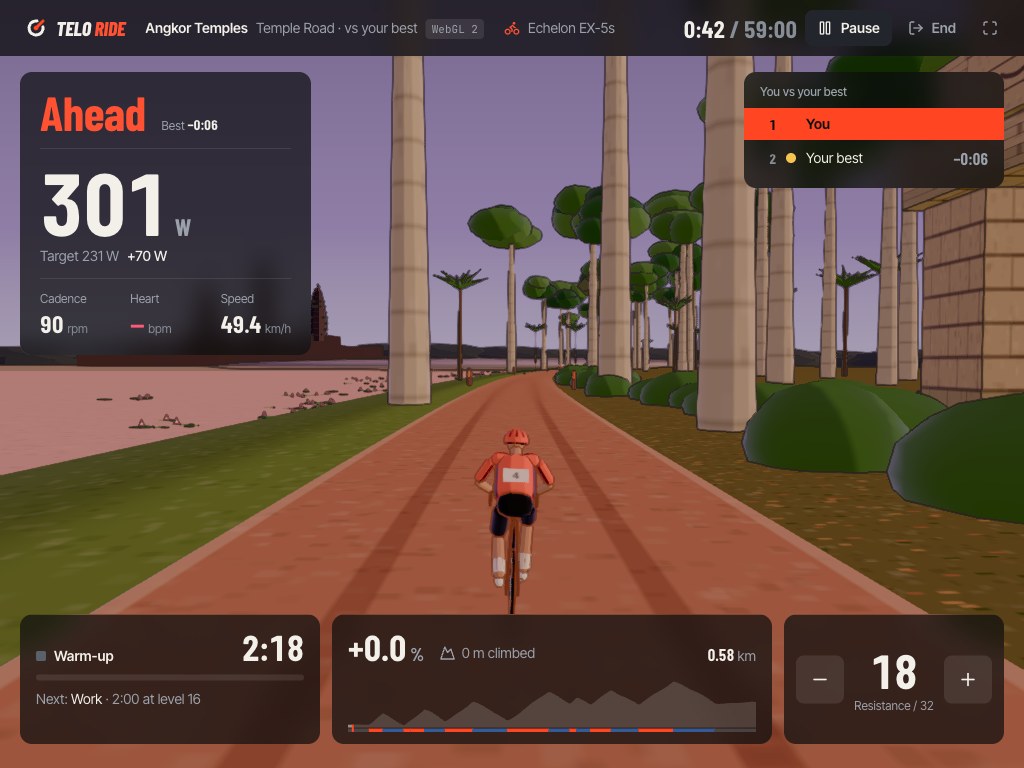 TELO RIDE Angkor Temples Temple Road · vs your best WebGL 2 Echelon EX-5s 0:42 / 59:00 Pause End
Ahead Best −0:06
301 W
Target 231 W +70 W
Cadence Heart Speed
90 rpm – bpm 49.4 km/h
You vs your best
1 You
2 Your best −0:06
4
Warm-up 2:18
Next: Work · 2:00 at level 16
+0.0 % 0 m climbed 0.58 km
− 18 +
Resistance / 32